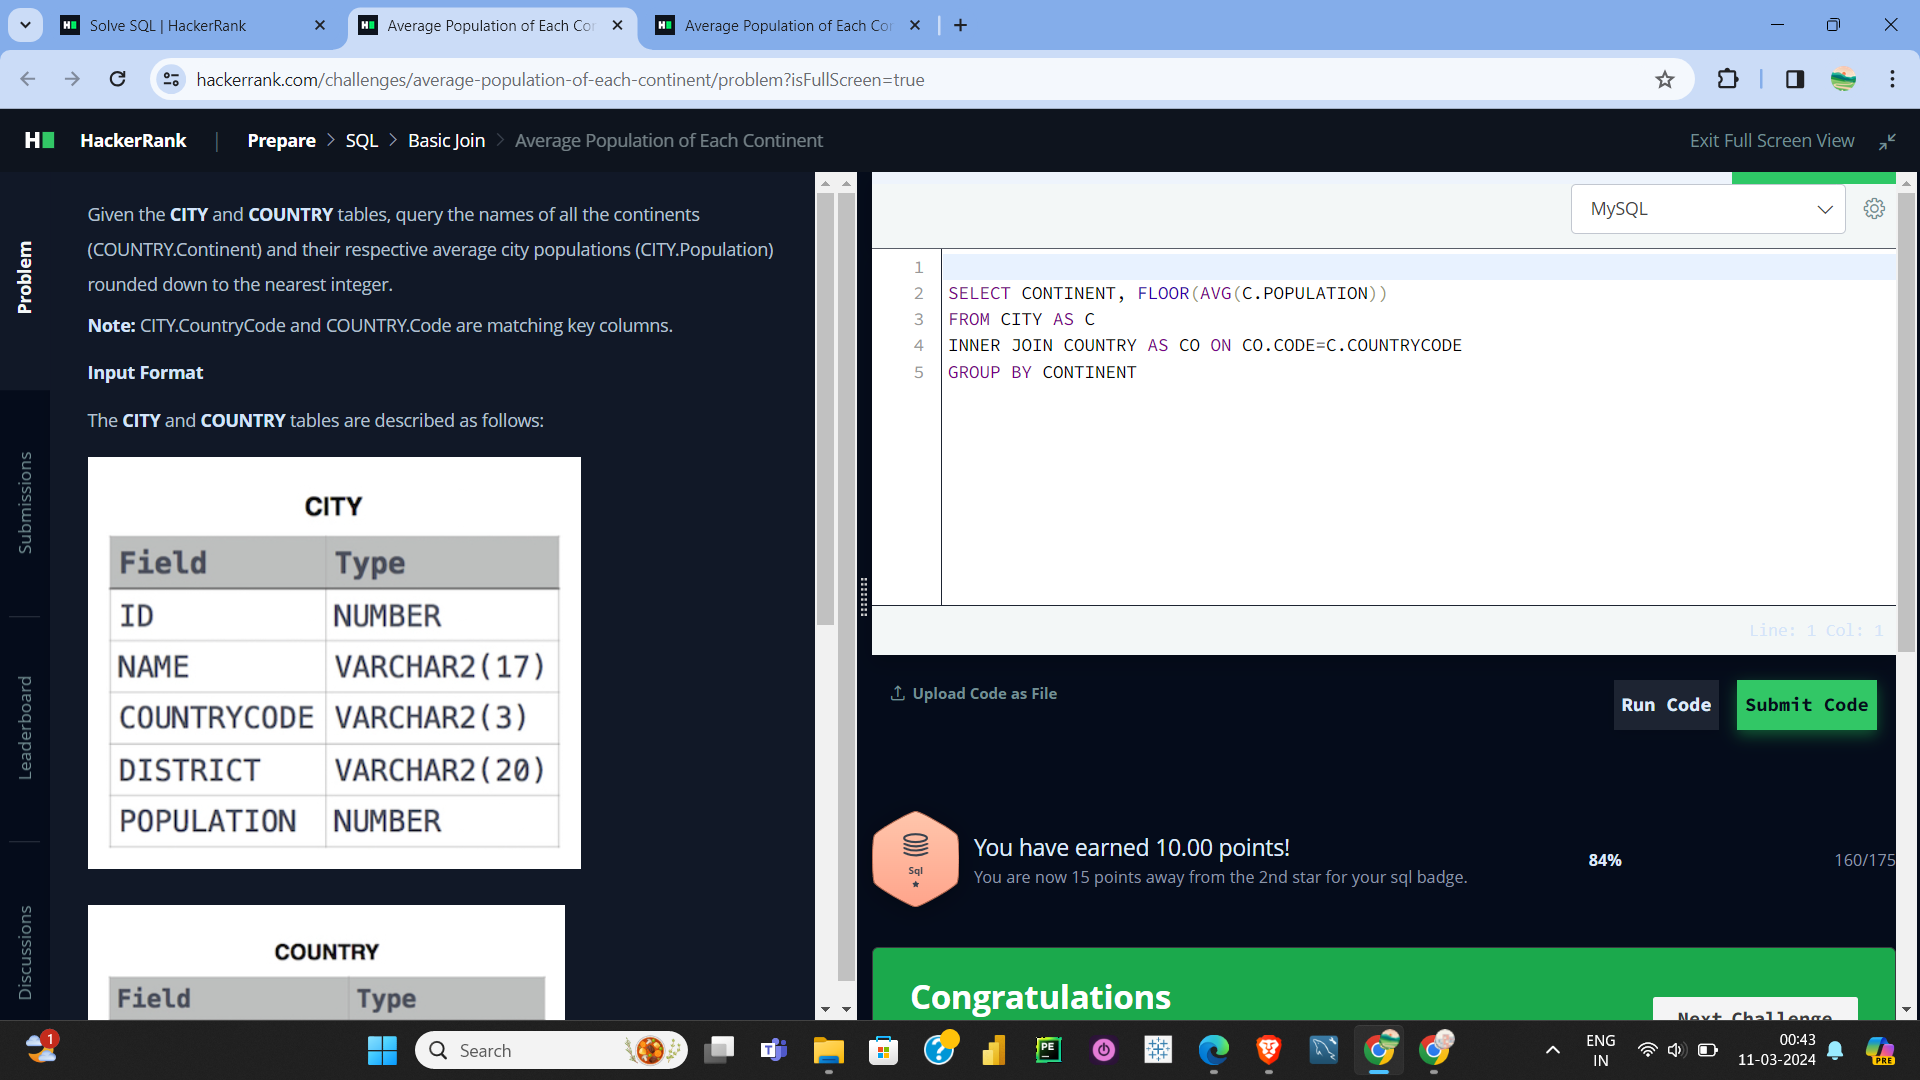 Solve SQL | HackerRank
Average Population of Each Cor
Average Population of Each Cor
hackerrank.com/challenges/average-population-of-each-continent/problem?isFullScreen=true
HackerRank | Prepare > SQL > Basic Join > Average Population of Each Continent
Exit Full Screen View
Problem
Submissions
Leaderboard
Discussions
Given the CITY and COUNTRY tables, query the names of all the continents
(COUNTRY.Continent) and their respective average city populations (CITY.Population)
rounded down to the nearest integer.
Note: CITY.CountryCode and COUNTRY.Code are matching key columns.
Input Format
The CITY and COUNTRY tables are described as follows:
CITY
Field Type
ID NUMBER
NAME VARCHAR2(17)
COUNTRYCODE VARCHAR2(3)
DISTRICT VARCHAR2(20)
POPULATION NUMBER
COUNTRY
Field Type
MySQL
1
2 SELECT CONTINENT, FLOOR(AVG(C.POPULATION))
3 FROM CITY AS C
4 INNER JOIN COUNTRY AS CO ON CO.CODE=C.COUNTRYCODE
5 GROUP BY CONTINENT
Line: 1 Col: 1
Upload Code as File
Run Code
Submit Code
Sql
You have earned 10.00 points!
You are now 15 points away from the 2nd star for your sql badge.
84%
160/175
Congratulations
Next Challenge
1
Search
PE
ENG
IN
00:43
11-03-2024
PRE